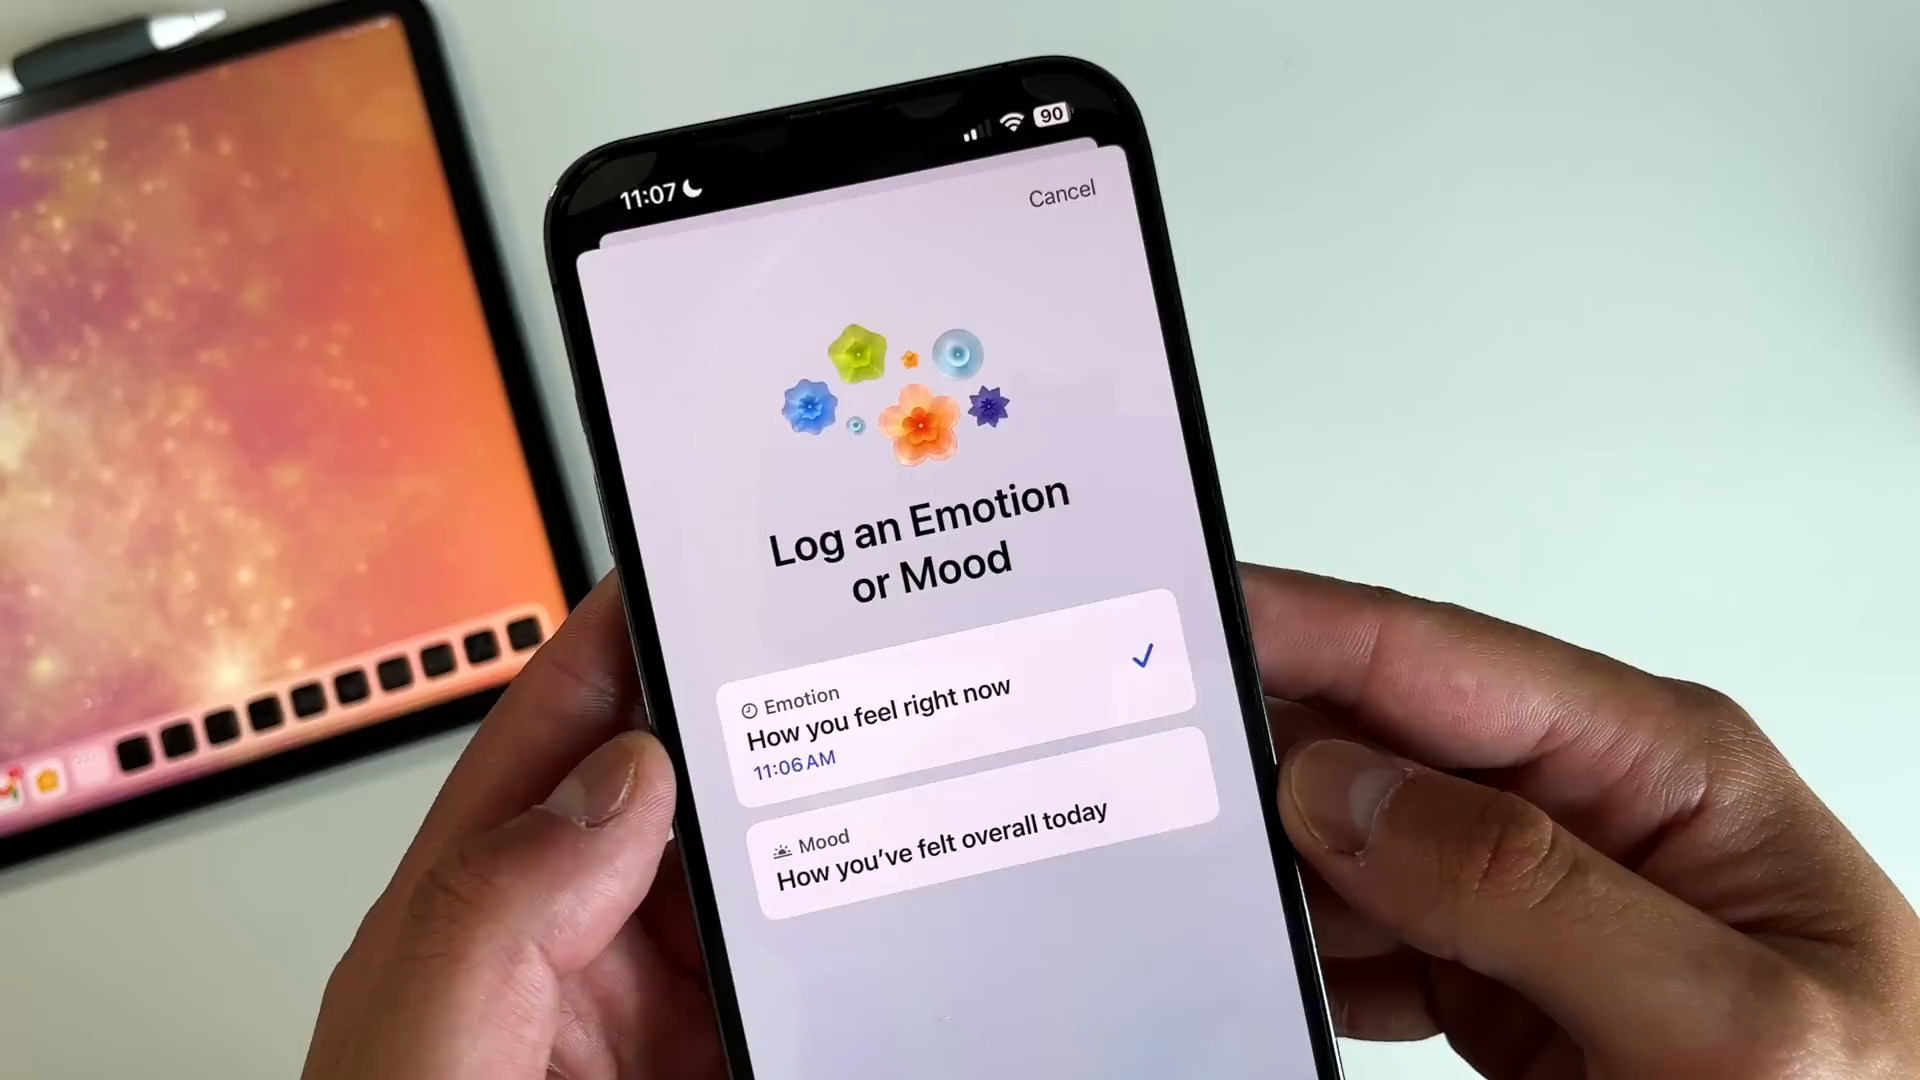 11:07
90
Cancel
Log an Emotion
or Mood
Emotion
How you feel right now
11:06 AM
Mood
How you've felt overall today